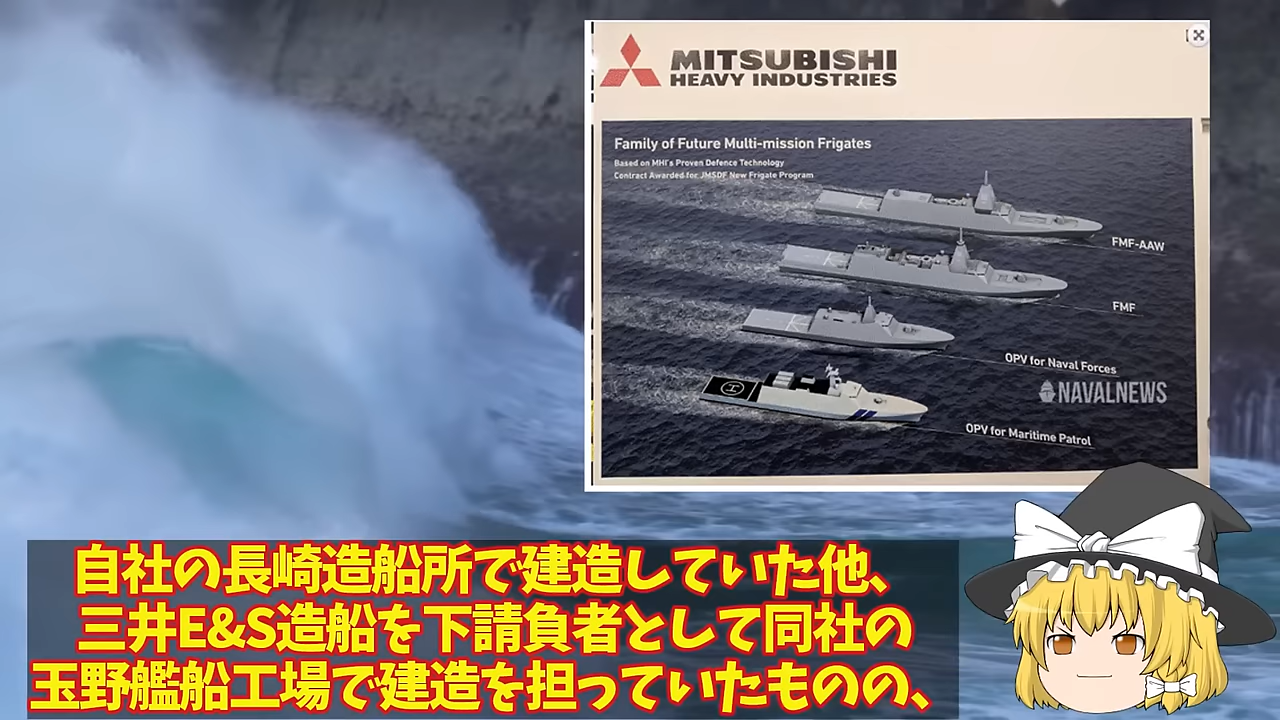 MITSUBISHI
HEAVY INDUSTRIES
Family of Future Multi-mission Frigates
Based on MHI's Proven Defence Technology
Contract Awarded for JMSDF New Frigate Program
FMF-AAW
FMF
OPV for Naval Forces
NAVALNEWS
OPV for Maritime Patrol
自社の長崎造船所で建造していた他、
三井E&S造船を下請負者として同社の
玉野艦船工場で建造を担っていたものの、